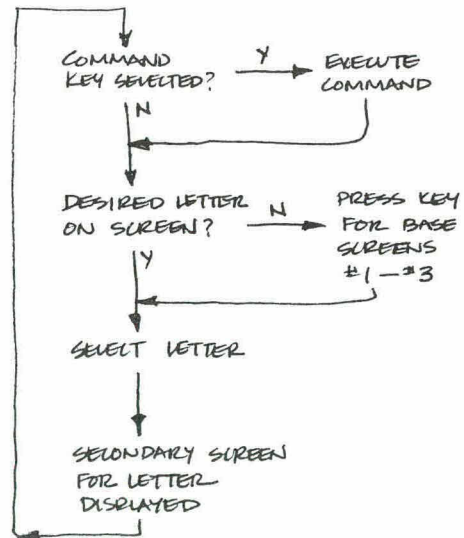 COMMAND
KEY SELECTED?
Y
EXECUTE
COMMAND
N
DESIRED LETTER
ON SCREEN?
N
PRESS KEY
FOR BASE
SCREENS
#1 — #3
Y
SELECT LETTER
SECONDARY SCREEN
FOR LETTER
DISPLAYED